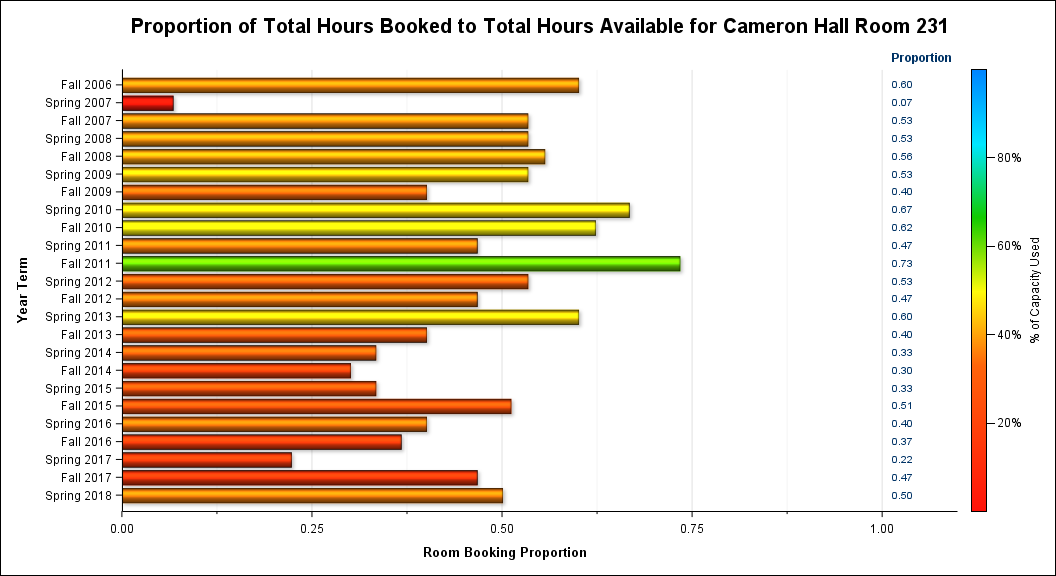 Proportion of Total Hours Booked to Total Hours Available for Cameron Hall Room 231
Proportion
Fall 2006 0.60
Spring 2007 0.07
Fall 2007 0.53
Spring 2008 0.53
Fall 2008 0.56
Spring 2009 0.53
Fall 2009 0.40
Spring 2010 0.67
Fall 2010 0.62
Spring 2011 0.47
Fall 2011 0.73
Spring 2012 0.53
Fall 2012 0.47
Spring 2013 0.60
Fall 2013 0.40
Spring 2014 0.33
Fall 2014 0.30
Spring 2015 0.33
Fall 2015 0.51
Spring 2016 0.40
Fall 2016 0.37
Spring 2017 0.22
Fall 2017 0.47
Spring 2018 0.50
Year Term
0.00 0.25 0.50 0.75 1.00
Room Booking Proportion
80%
60%
40%
20%
% of Capacity Used